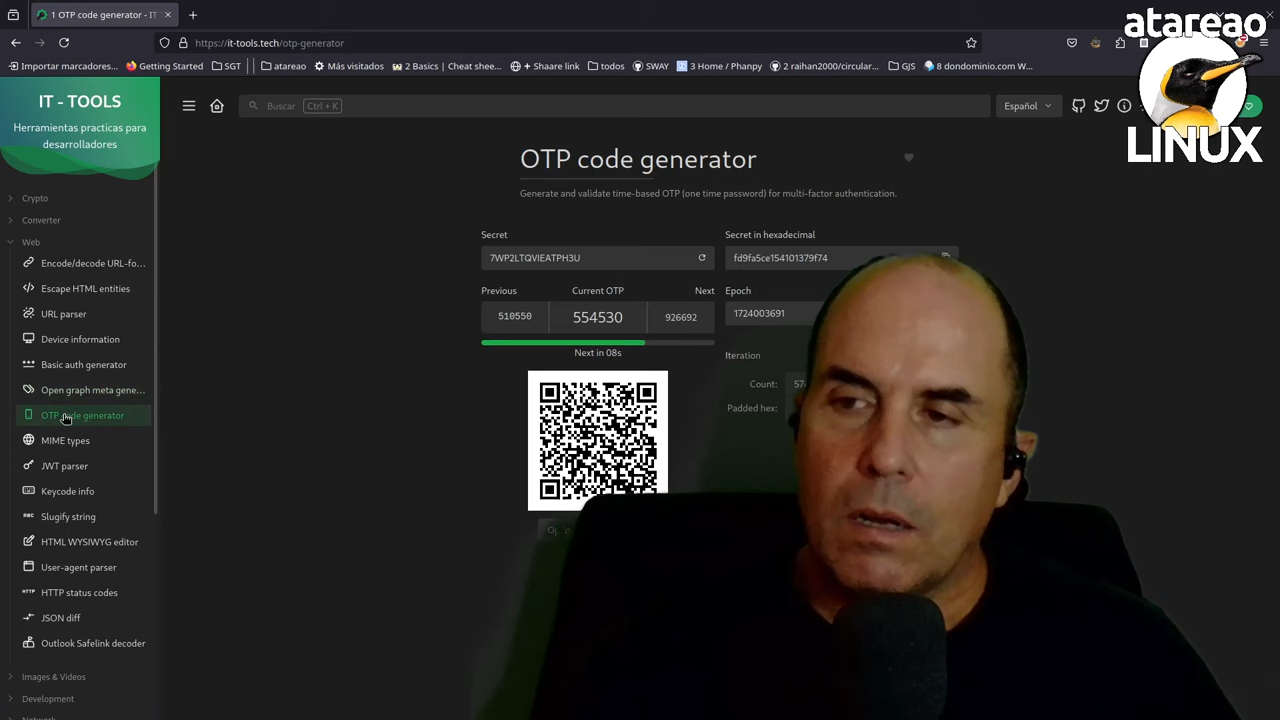 1 OTP code generator - IT
https://it-tools.tech/otp-generator
Importar marcadores...
Getting Started
SGT
atareao
Más visitados
2 Basics | Cheat shee...
+ Shaare link
todos
SWAY
3 Home / Phanpy
2 raihan2000/circular...
GJS
8 dondominio.com W...
atareao
LINUX
IT - TOOLS
Herramientas practicas para
desarrolladores
Buscar
Ctrl + K
Español
Crypto
Converter
Web
Encode/decode URL-fo...
Escape HTML entities
URL parser
Device information
Basic auth generator
Open graph meta gene...
OTP code generator
MIME types
JWT parser
Keycode info
Slugify string
HTML WYSIWYG editor
User-agent parser
HTTP status codes
JSON diff
Outlook Safelink decoder
Images & Videos
Development
OTP code generator
Generate and validate time-based OTP (one time password) for multi-factor authentication.
Secret
7WP2LTQVIEATPH3U
Previous
Current OTP
Next
510550
554530
926692
Next in 08s
Secret in hexadecimal
fd9fa5ce154101379f74
Epoch
1724003691
Iteration
Count:
Padded hex: